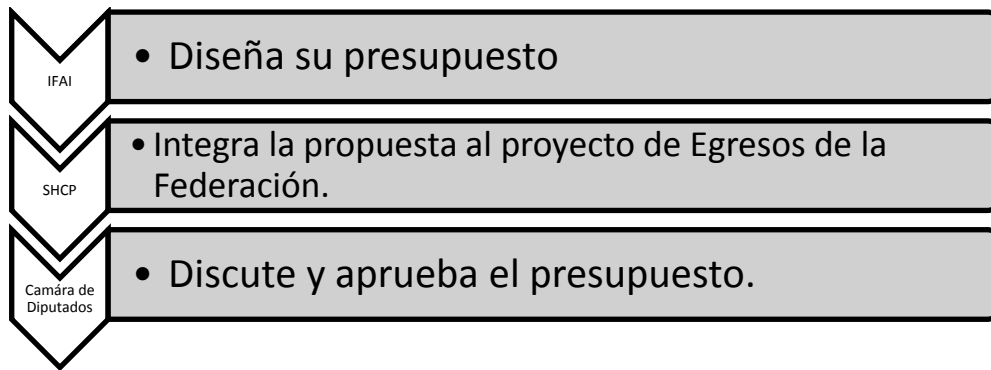 IFAI
• Diseña su presupuesto
SHCP
• Integra la propuesta al proyecto de Egresos de la
Federación.
Camára de
Diputados
• Discute y aprueba el presupuesto.